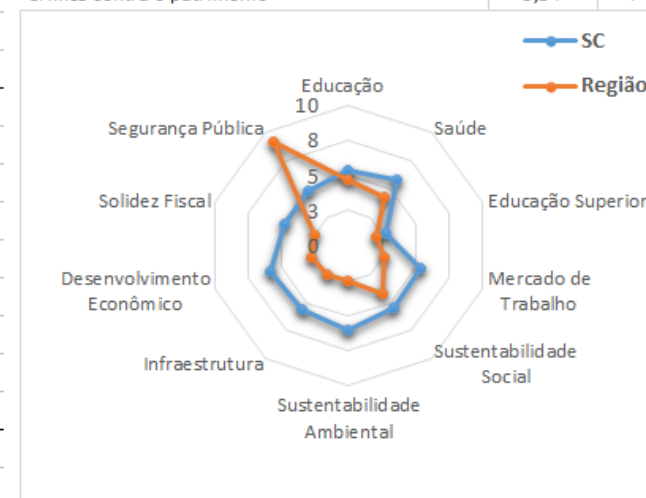 SC
Região
Educação
10
Segurança Pública
Saúde
8
5
Solidez Fiscal
Educação Superior
3
0
Desenvolvimento
Econômico
Mercado de
Trabalho
Infraestrutura
Sustentabilidade
Social
Sustentabilidade
Ambiental